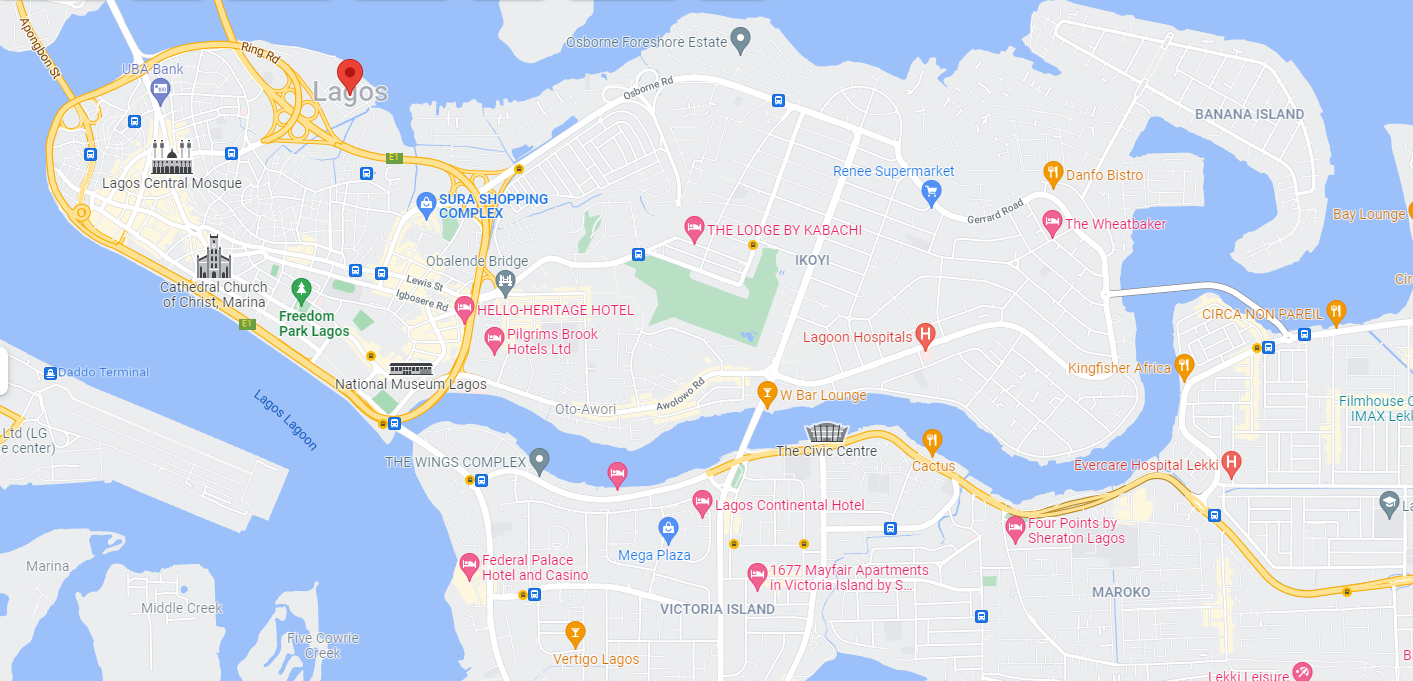 Apongbon St
Ring Rd
Osborne Foreshore Estate
UBA Bank
Lagos
Osborne Rd
BANANA ISLAND
E1
Lagos Central Mosque
Renee Supermarket
Danfo Bistro
SURA SHOPPING
COMPLEX
Gerrard Road
Bay Lounge
The Wheatbaker
THE LODGE BY KABACHI
Obalende Bridge
IKOYI
Cathedral Church
of Christ, Marina
Lewis St
Igbosere Rd
Freedom
Park Lagos
HELLO-HERITAGE HOTEL
CIRCA NON PAREIL
E1
Pilgrims Brook
Hotels Ltd
Lagoon Hospitals
Daddo Terminal
National Museum Lagos
Kingfisher Africa
Lagos Lagoon
Oto-Awori
Awolowo Rd
W Bar Lounge
Filmhouse C
IMAX Lekk
Ltd (LG
e center)
THE WINGS COMPLEX
The Civic Centre
Cactus
Evercare Hospital Lekki
Lagos Continental Hotel
Four Points by
Sheraton Lagos
Mega Plaza
Marina
Federal Palace
Hotel and Casino
1677 Mayfair Apartments
in Victoria Island by S...
MAROKO
Middle Creek
VICTORIA ISLAND
Five Cowrie
Creek
Vertigo Lagos
Lekki Leisure